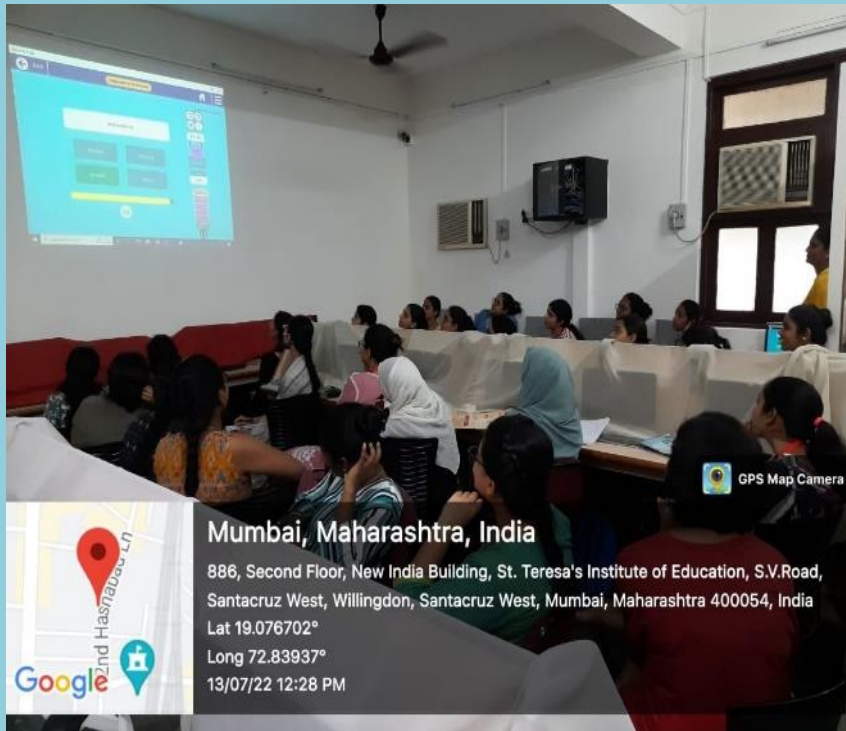 GPS Map Camera
Mumbai, Maharashtra, India
886, Second Floor, New India Building, St. Teresa's Institute of Education, S.V.Road,
Santacruz West, Willingdon, Santacruz West, Mumbai, Maharashtra 400054, India
Lat 19.076702°
Long 72.83937°
13/07/22 12:28 PM
2nd Hasnabad Ln
Google